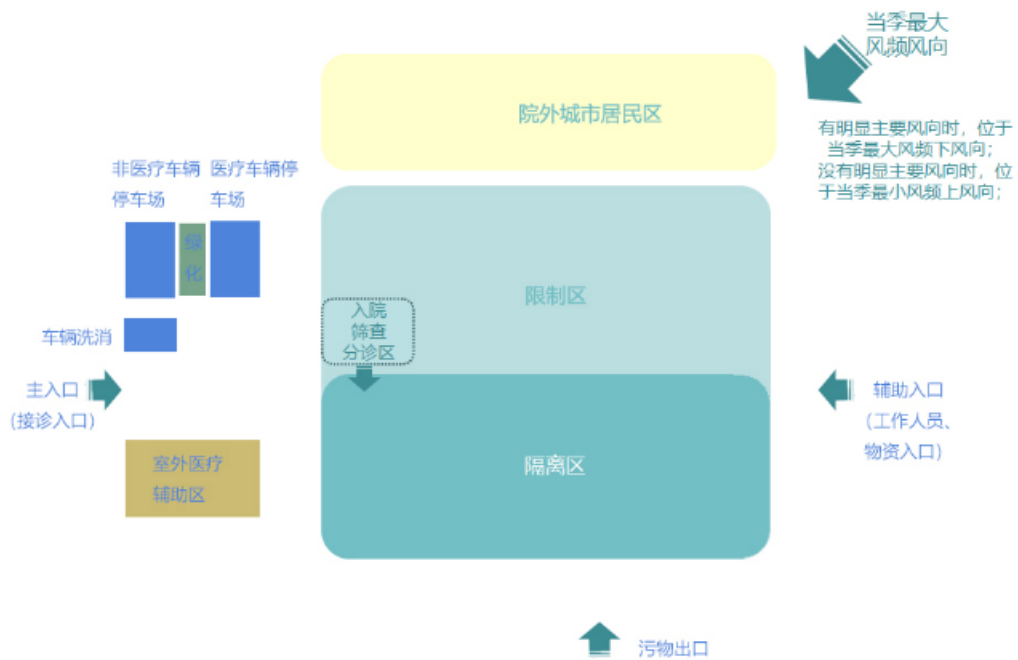 当季最大
风频风向
院外城市居民区
有明显主要风向时，位于
当季最大风频下风向；
没有明显主要风向时，位
于当季最小风频上风向；
非医疗车辆
停车场
医疗车辆停
车场
绿
化
限制区
入院
筛查
分诊区
车辆洗消
主入口
(接诊入口)
辅助入口
(工作人员、
物资入口)
室外医疗
辅助区
隔离区
污物出口